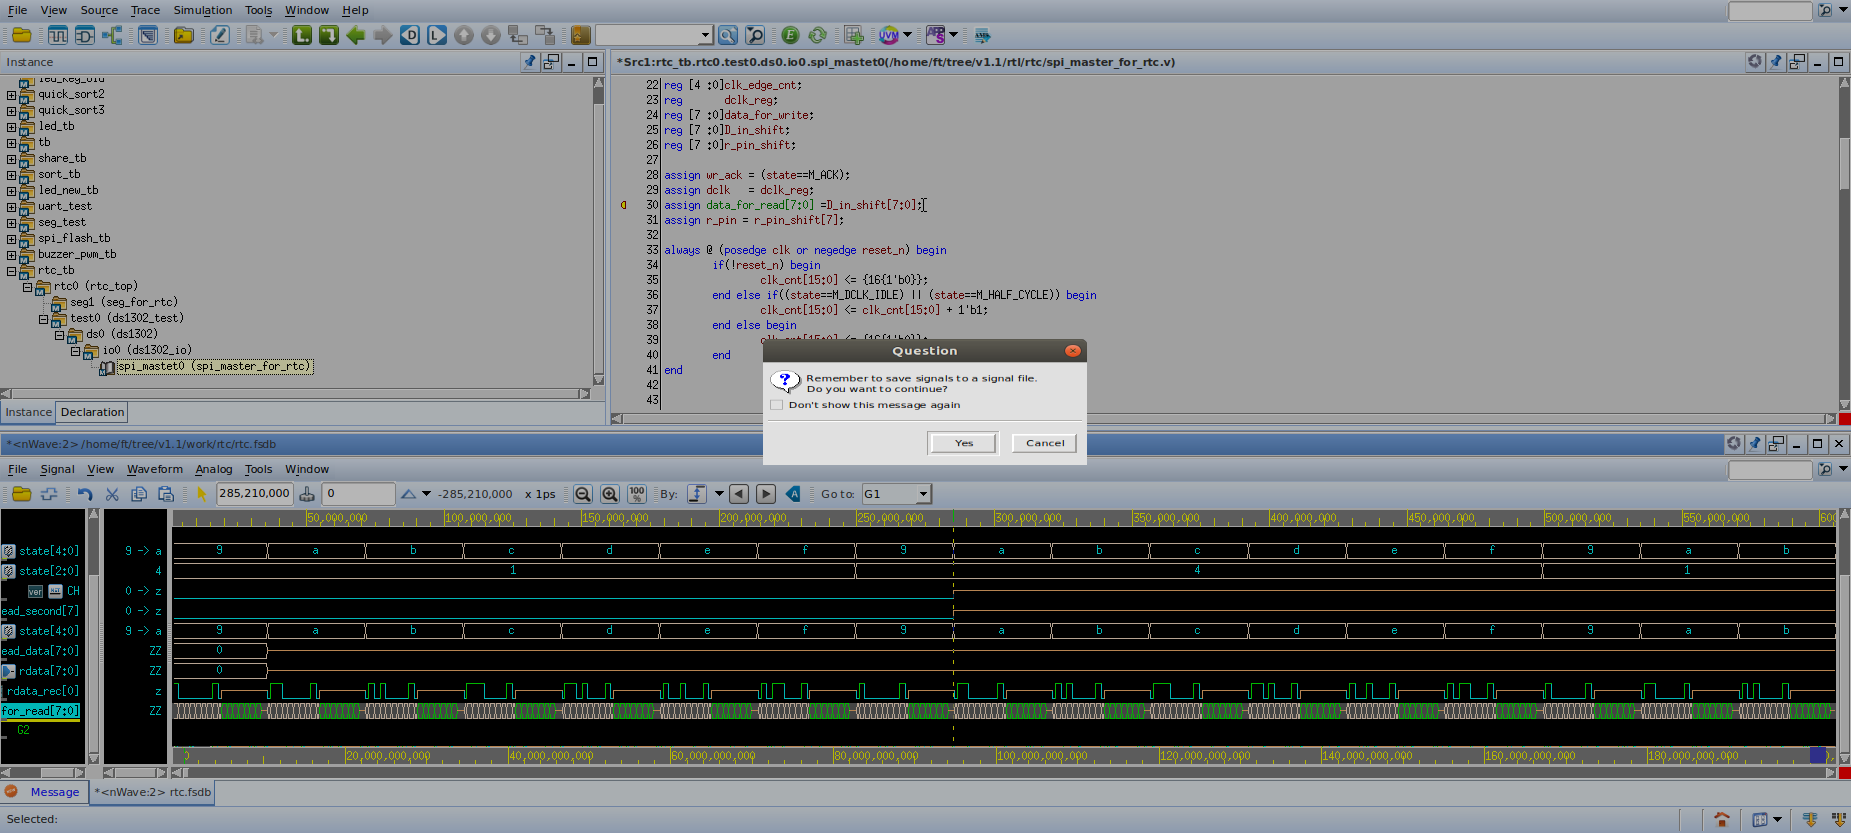 File View Source Trace Simulation Tools Window Help
Instance
led_key_old
quick_sort2
quick_sort3
led_tb
tb
share_tb
sort_tb
led_new_tb
uart_test
seg_test
spi_flash_tb
buzzer_pwm_tb
rtc_tb
rtc0 (rtc_top)
seg1 (seg_for_rtc)
test0 (ds1302_test)
ds0 (ds1302)
io0 (ds1302_io)
spi_mastet0 (spi_master_for_rtc)
Instance Declaration
*Src1:rtc_tb.rtc0.test0.ds0.io0.spi_mastet0(/home/ft/tree/v1.1/rtl/rtc/spi_master_for_rtc.v)
22 reg [4 :0]clk_edge_cnt;
23 reg dclk_reg;
24 reg [7 :0]data_for_write;
25 reg [7 :0]D_in_shift;
26 reg [7 :0]r_pin_shift;
27
28 assign wr_ack = (state==M_ACK);
29 assign dclk = dclk_reg;
30 assign data_for_read[7:0] =D_in_shift[7:0];
31 assign r_pin = r_pin_shift[7];
32
33 always @ (posedge clk or negedge reset_n) begin
34 if(!reset_n) begin
35 clk_cnt[15:0] <= {16{1'b0}};
36 end else if((state==M_DCLK_IDLE) || (state==M_HALF_CYCLE)) begin
37 clk_cnt[15:0] <= clk_cnt[15:0] + 1'b1;
38 end else begin
39 clk_cnt[15:0] <= {16{1'b0}};
40 end
41 end
42
43
Question
Remember to save signals to a signal file.
Do you want to continue?
Don't show this message again
Yes Cancel
*<nWave:2> /home/ft/tree/v1.1/work/rtc/rtc.fsdb
File Signal View Waveform Analog Tools Window
285,210,000 0 -285,210,000 x 1ps 100 % By: Go to: G1
50,000,000 100,000,000 150,000,000 200,000,000 250,000,000 300,000,000 350,000,000 400,000,000 450,000,000 500,000,000 550,000,000 600
state[4:0] 9 -> a 9 a b c d e f 9 a b c d e f 9 a b
state[2:0] 4 1 4 1
ver CH 0 -> z
ead_second[7] 0 -> z
state[4:0] 9 -> a 9 a b c d e f 9 a b c d e f 9 a b
ead_data[7:0] ZZ 0
rdata[7:0] ZZ 0
rdata_rec[0] z
for_read[7:0] ZZ
G2
0 20,000,000,000 40,000,000,000 60,000,000,000 80,000,000,000 100,000,000,000 120,000,000,000 140,000,000,000 160,000,000,000 180,000,000,000
Message *<nWave:2> rtc.fsdb
Selected: